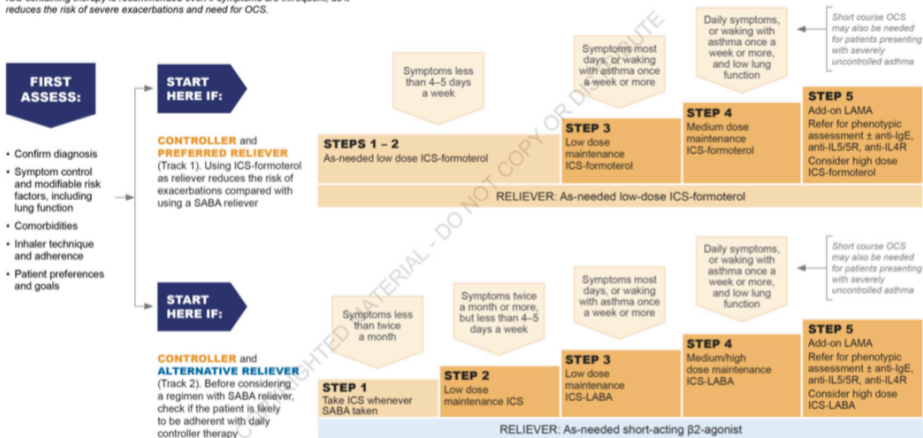 reduces the risk of severe exacerbations and need for OCS.
FIRST
ASSESS:
• Confirm diagnosis
• Symptom control
and modifiable risk
factors, including
lung function
• Comorbidities
• Inhaler technique
and adherence
• Patient preferences
and goals
START
HERE IF:
CONTROLLER and
PREFERRED RELIEVER
(Track 1). Using ICS-formoterol
as reliever reduces the risk of
exacerbations compared with
using a SABA reliever
Symptoms less
than 4–5 days
a week
Symptoms most
days, or waking
with asthma once
a week or more
Daily symptoms,
or waking with
asthma once a
week or more,
and low lung
function
Short course OCS
may also be needed
for patients presenting
with severely
uncontrolled asthma
STEPS 1 – 2
As-needed low dose ICS-formoterol
STEP 3
Low dose
maintenance
ICS-formoterol
STEP 4
Medium dose
maintenance
ICS-formoterol
STEP 5
Add-on LAMA
Refer for phenotypic
assessment ± anti-IgE,
anti-IL5/5R, anti-IL4R
Consider high dose
ICS-formoterol
RELIEVER: As-needed low-dose ICS-formoterol
START
HERE IF:
CONTROLLER and
ALTERNATIVE RELIEVER
(Track 2). Before considering
a regimen with SABA reliever,
check if the patient is likely
to be adherent with daily
controller therapy
Symptoms less
than twice
a month
Symptoms twice
a month or more,
but less than 4–5
days a week
Symptoms most
days, or waking
with asthma once
a week or more
Daily symptoms,
or waking with
asthma once a
week or more,
and low lung
function
Short course OCS
may also be needed
for patients presenting
with severely
uncontrolled asthma
STEP 1
Take ICS whenever
SABA taken
STEP 2
Low dose
maintenance ICS
STEP 3
Low dose
maintenance
ICS-LABA
STEP 4
Medium/high
dose maintenance
ICS-LABA
STEP 5
Add-on LAMA
Refer for phenotypic
assessment ± anti-IgE,
anti-IL5/5R, anti-IL4R
Consider high dose
ICS-LABA
RELIEVER: As-needed short-acting β2-agonist
MATERIAL - DO NOT COPY OR DISTRIBUTE